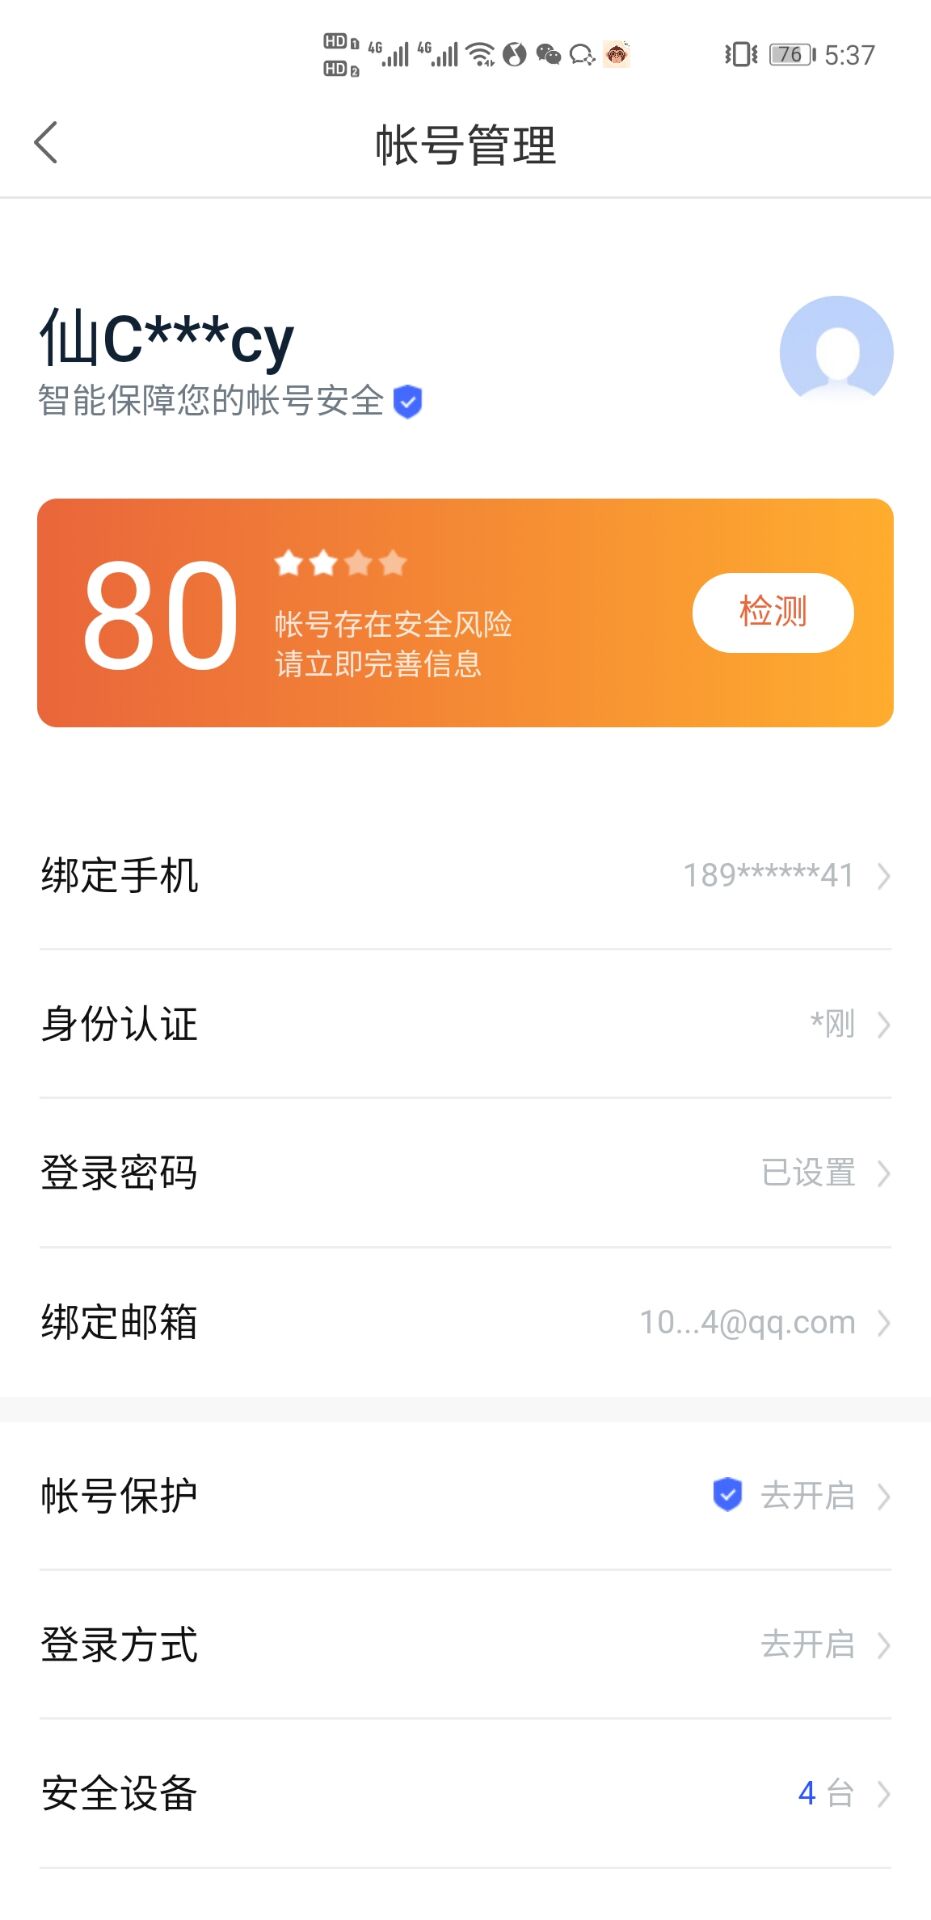 HD 1 4G 4G
HD 2
76 5:37
帐号管理
仙C***cy
智能保障您的帐号安全
80
帐号存在安全风险
请立即完善信息
检测
绑定手机 189******41
身份认证 *刚
登录密码 已设置
绑定邮箱 10...4@qq.com
帐号保护 去开启
登录方式 去开启
安全设备 4 台